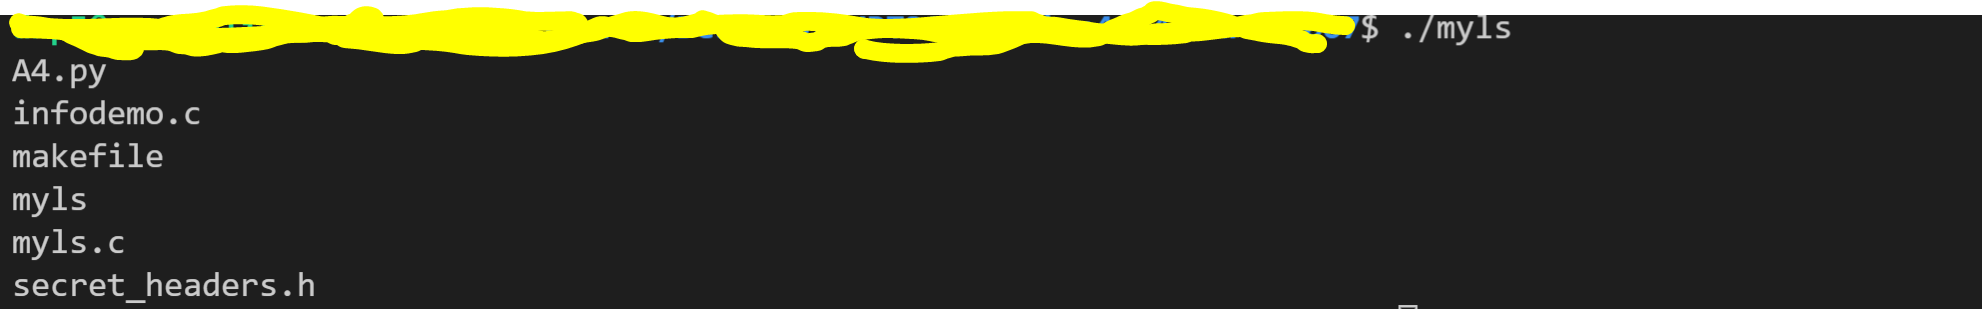 $ ./myls
A4.py
infodemo.c
makefile
myls
myls.c
secret_headers.h